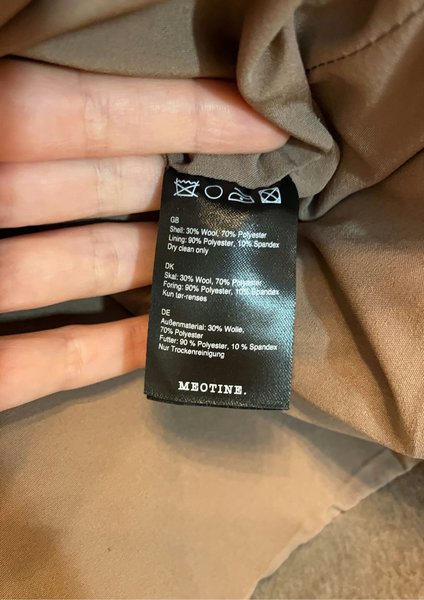 GB
Shell: 30% Wool, 70% Polyester
Lining: 90% Polyester, 10% Spandex
Dry clean only
DK
Skal: 30% Wool, 70% Polyester
Foring: 90% Polyester, 10% Spandex
Kun tør-renses
DE
Außenmaterial: 30% Wolle,
70% Polyester
Futter: 90 % Polyester, 10 % Spandex
Nur Trockenreinigung
MEOTINE.